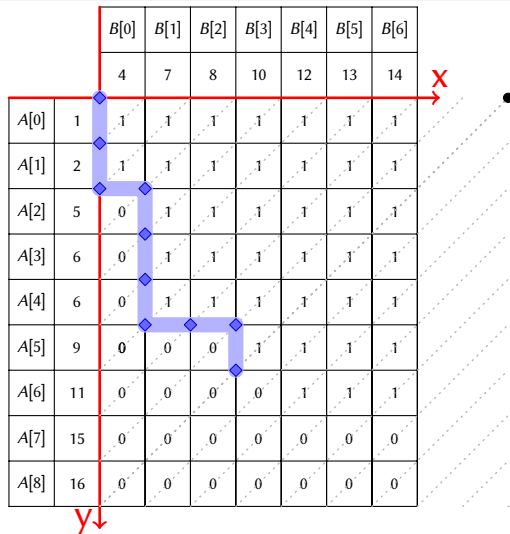 B[0] B[1] B[2] B[3] B[4] B[5] B[6]
4 7 8 10 12 13 14
x
A[0] 1 1 1 1 1 1 1 1
A[1] 2 1 1 1 1 1 1 1
A[2] 5 0 1 1 1 1 1 1
A[3] 6 0 1 1 1 1 1 1
A[4] 6 0 1 1 1 1 1 1
A[5] 9 0 0 0 1 1 1 1
A[6] 11 0 0 0 0 1 1 1
A[7] 15 0 0 0 0 0 0 0
A[8] 16 0 0 0 0 0 0 0
y